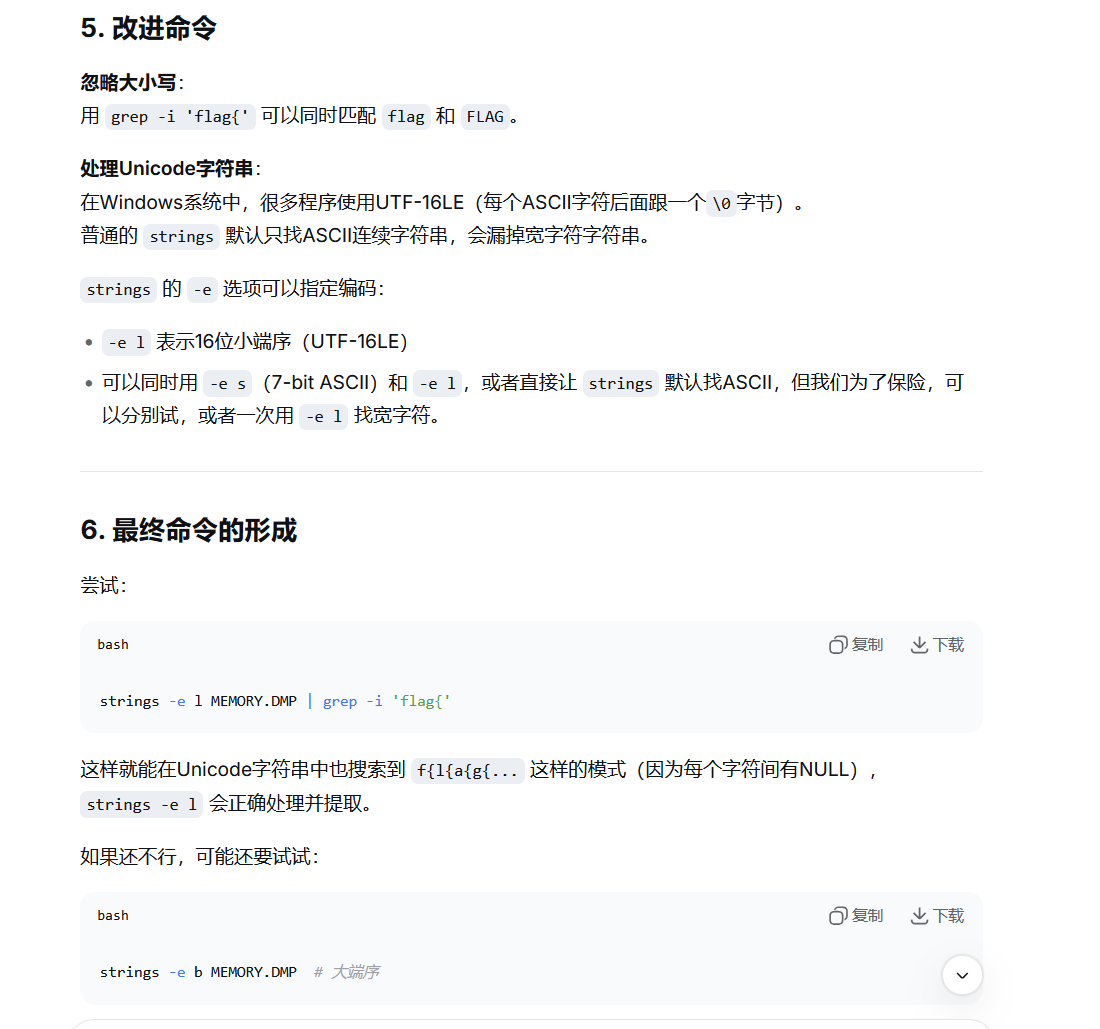 5. 改进命令
忽略大小写：
用 grep -i 'flag{' 可以同时匹配 flag 和 FLAG。
处理Unicode字符串：
在Windows系统中，很多程序使用UTF-16LE（每个ASCII字符后面跟一个\0字节）。
普通的 strings 默认只找ASCII连续字符串，会漏掉宽字符字符串。
strings 的 -e 选项可以指定编码：
• -e l 表示16位小端序（UTF-16LE）
• 可以同时用 -e s （7-bit ASCII）和 -e l，或者直接让 strings 默认找ASCII，但我们为了保险，可
以分别试，或者一次用 -e l 找宽字符。
6. 最终命令的形成
尝试：
bash 复制 下载
strings -e l MEMORY.DMP | grep -i 'flag{'
这样就能在Unicode字符串中也搜索到 f{l{a{g{... 这样的模式（因为每个字符间有NULL），
strings -e l 会正确处理并提取。
如果还不行，可能还要试试：
bash 复制 下载
strings -e b MEMORY.DMP # 大端序